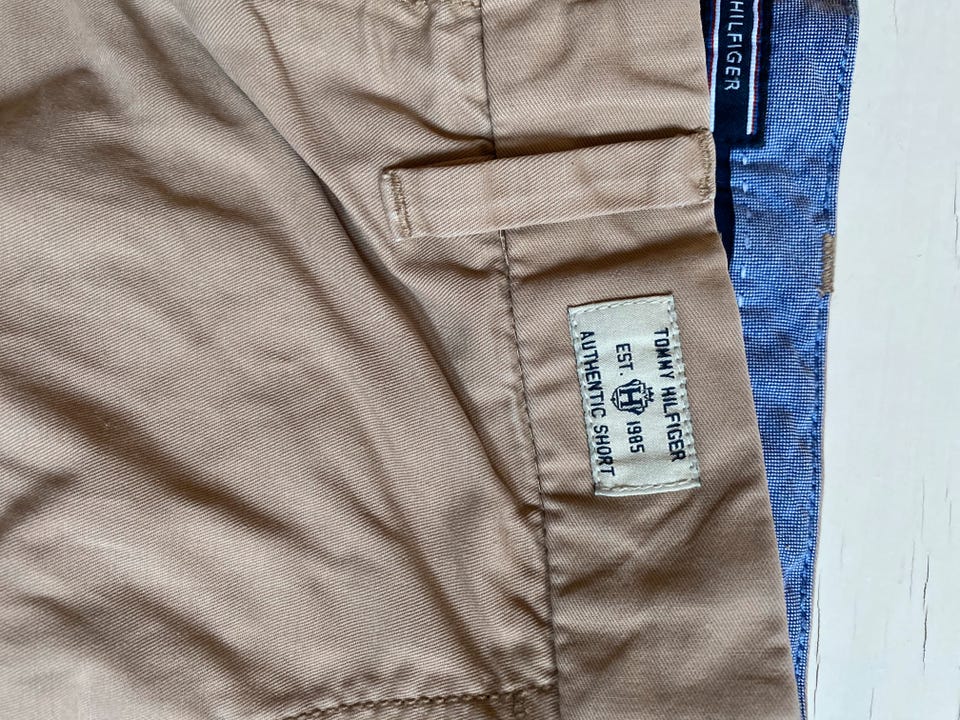 HILFIGER
TOMMY HILFIGER
EST. H 1985
AUTHENTIC SHORT